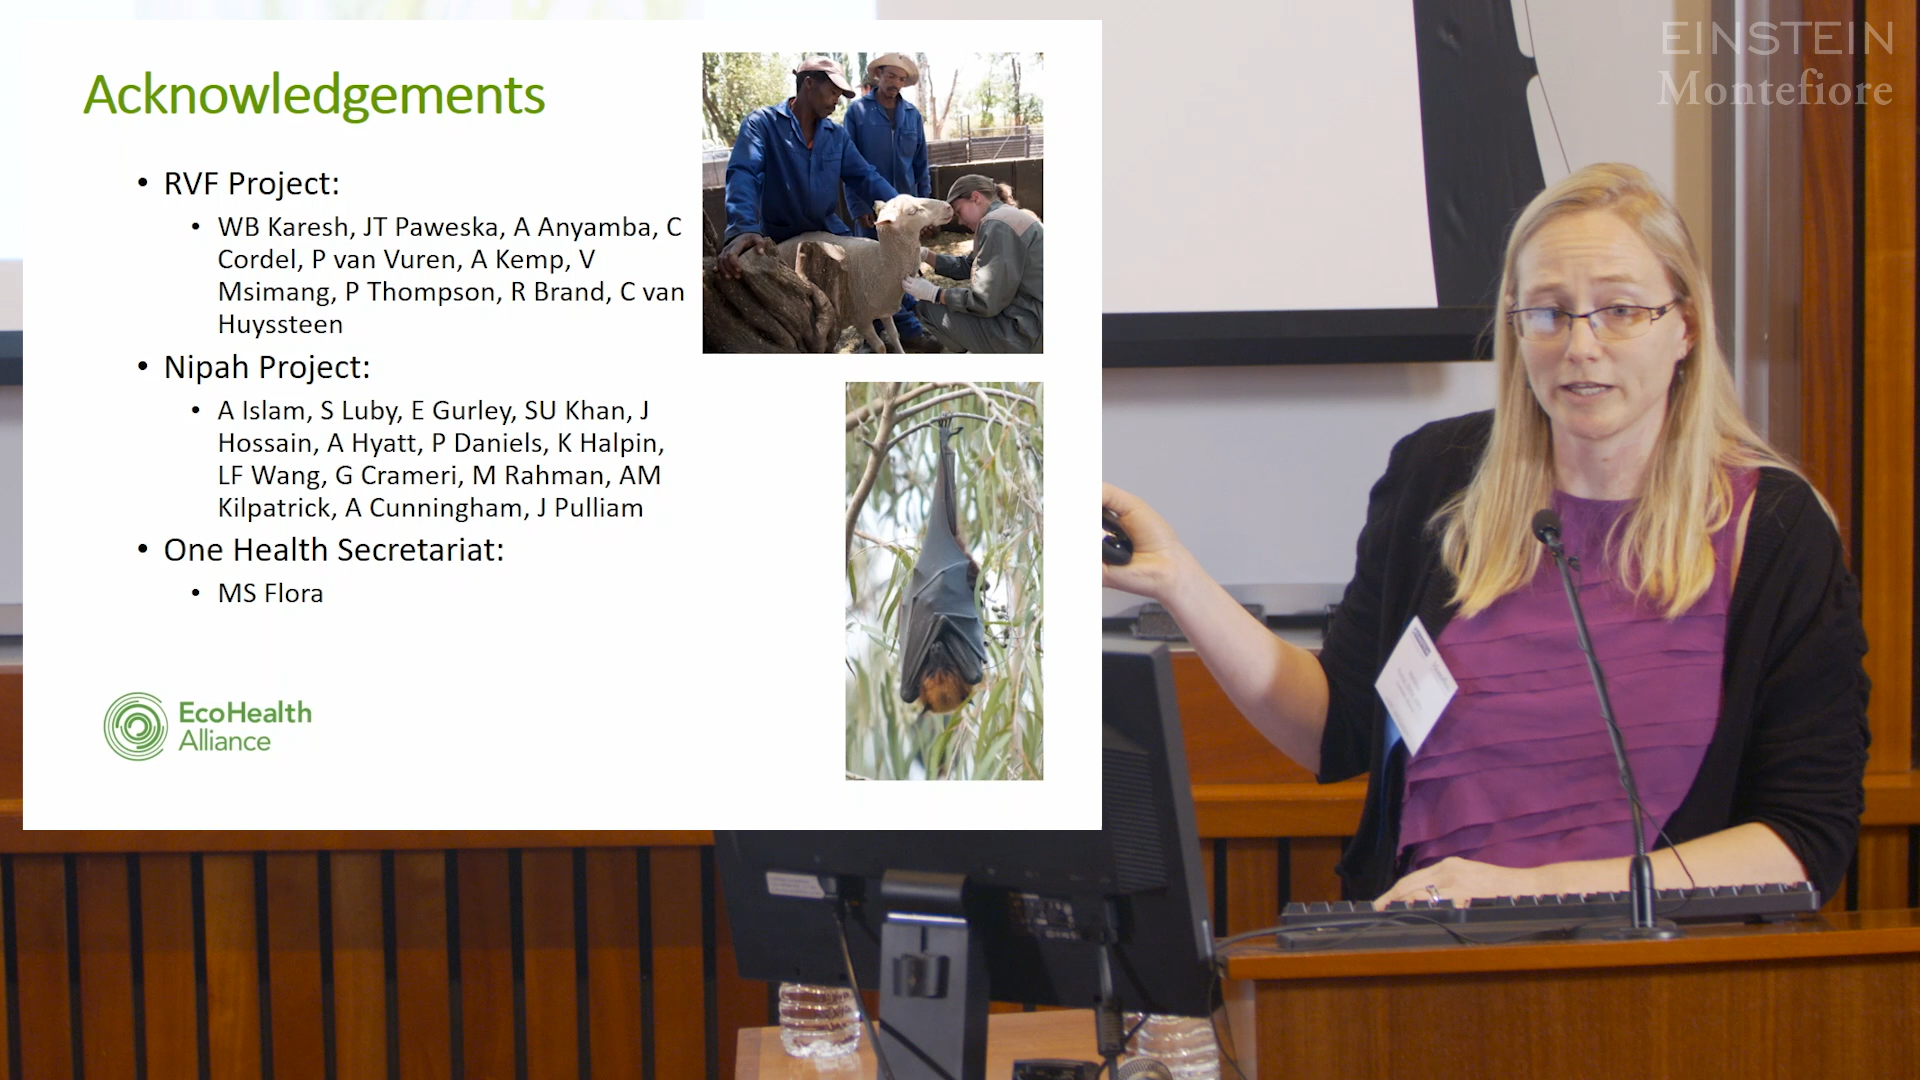 EINSTEIN
Montefiore
Acknowledgements
• RVF Project:
• WB Karesh, JT Paweska, A Anyamba, C
Cordel, P van Vuren, A Kemp, V
Msimang, P Thompson, R Brand, C van
Huyssteen
• Nipah Project:
• A Islam, S Luby, E Gurley, SU Khan, J
Hossain, A Hyatt, P Daniels, K Halpin,
LF Wang, G Crameri, M Rahman, AM
Kilpatrick, A Cunningham, J Pulliam
• One Health Secretariat:
• MS Flora
EcoHealth
Alliance